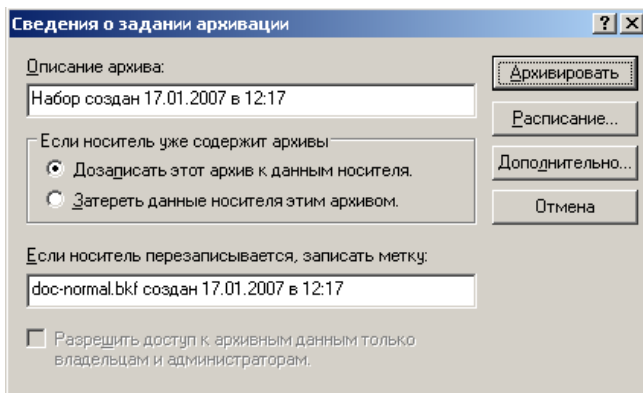 Сведения о задании архивации
Описание архива:
Архивировать
Набор создан 17.01.2007 в 12:17
Расписание...
Если носитель уже содержит архивы
Дозаписать этот архив к данным носителя.
Дополнительно...
Затереть данные носителя этим архивом.
Отмена
Если носитель перезаписывается, записать метку:
doc-normal.bkf создан 17.01.2007 в 12:17
Разрешить доступ к архивным данным только
владельцам и администраторам.